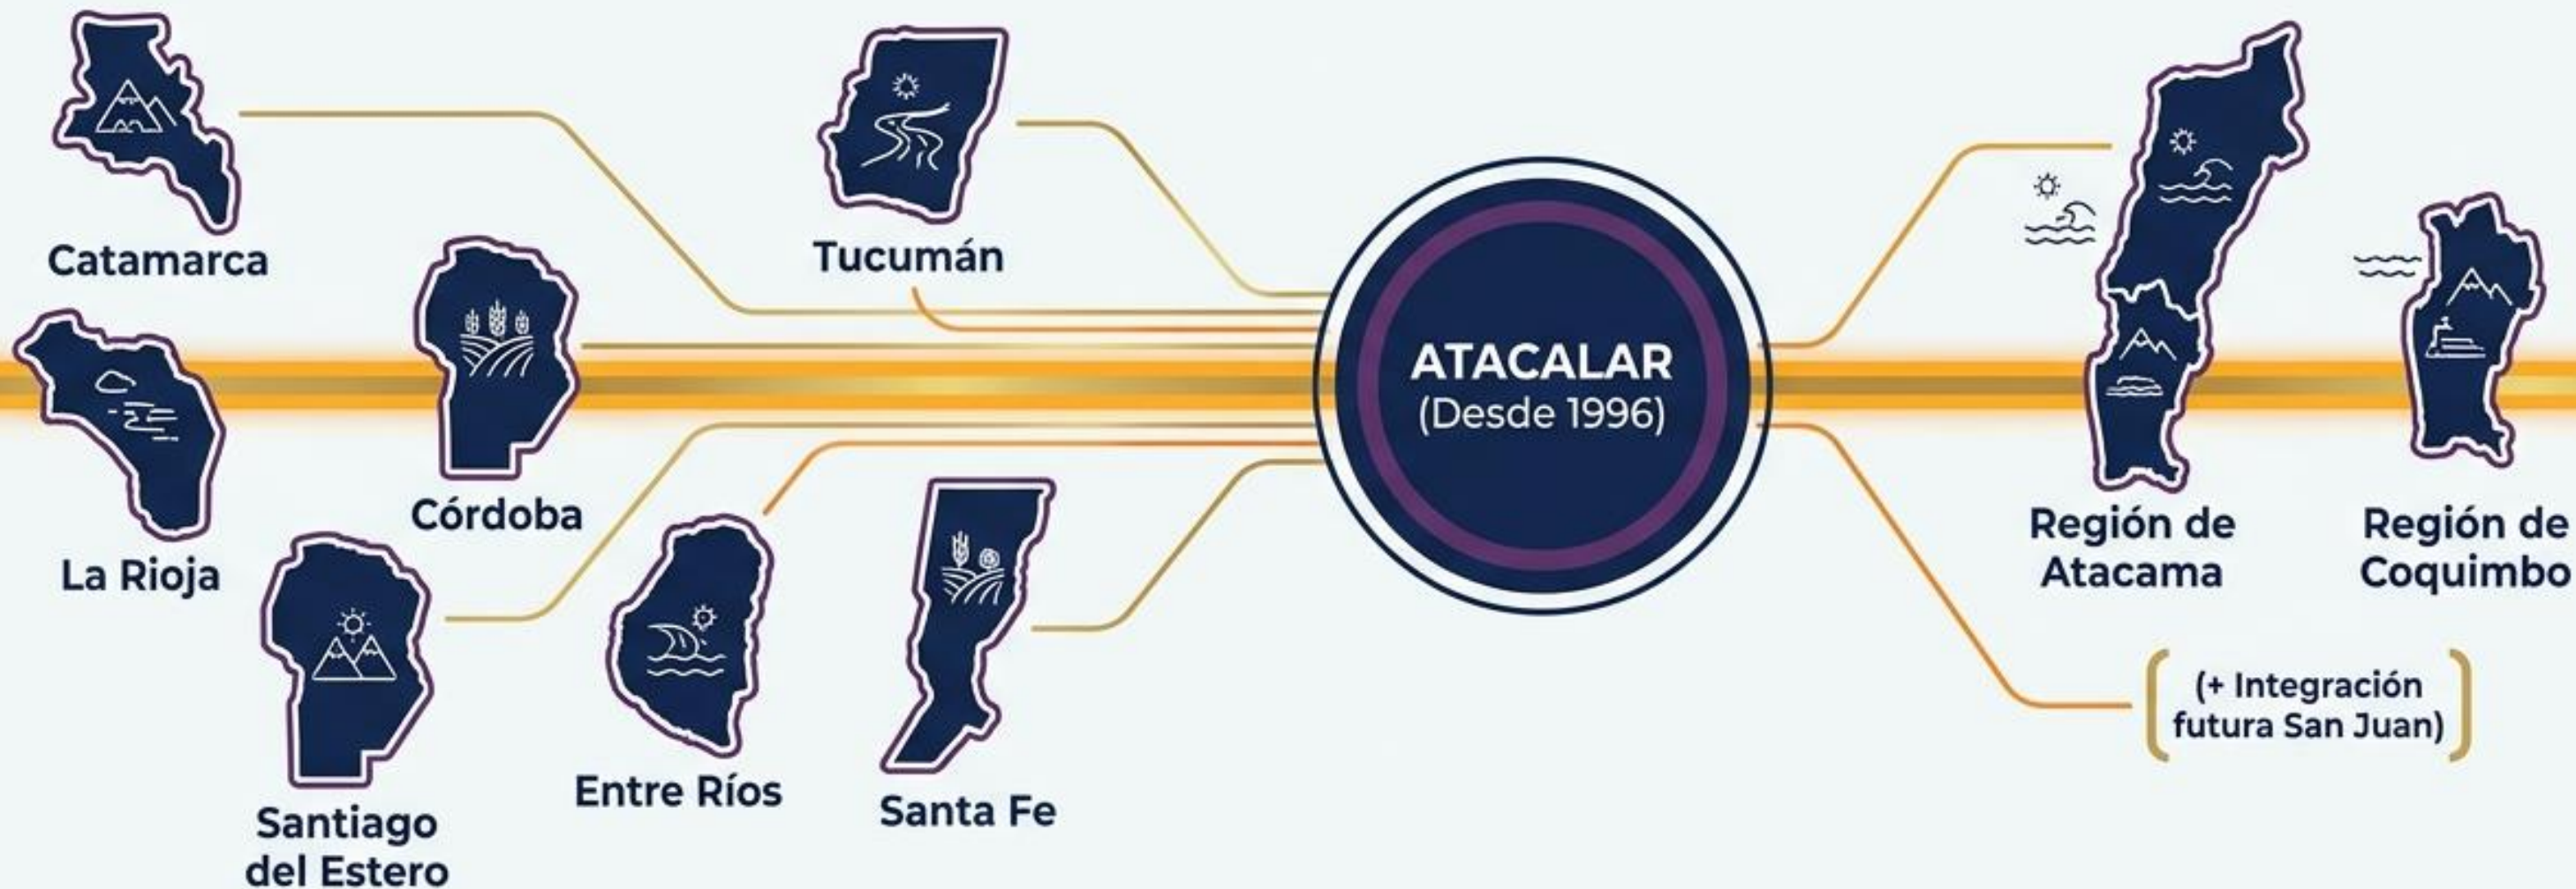 Catamarca
Tucumán
Córdoba
La Rioja
Santiago
del Estero
Entre Ríos
Santa Fe
ATACALAR
(Desde 1996)
Región de
Atacama
Región de
Coquimbo
(+ Integración
futura San Juan)